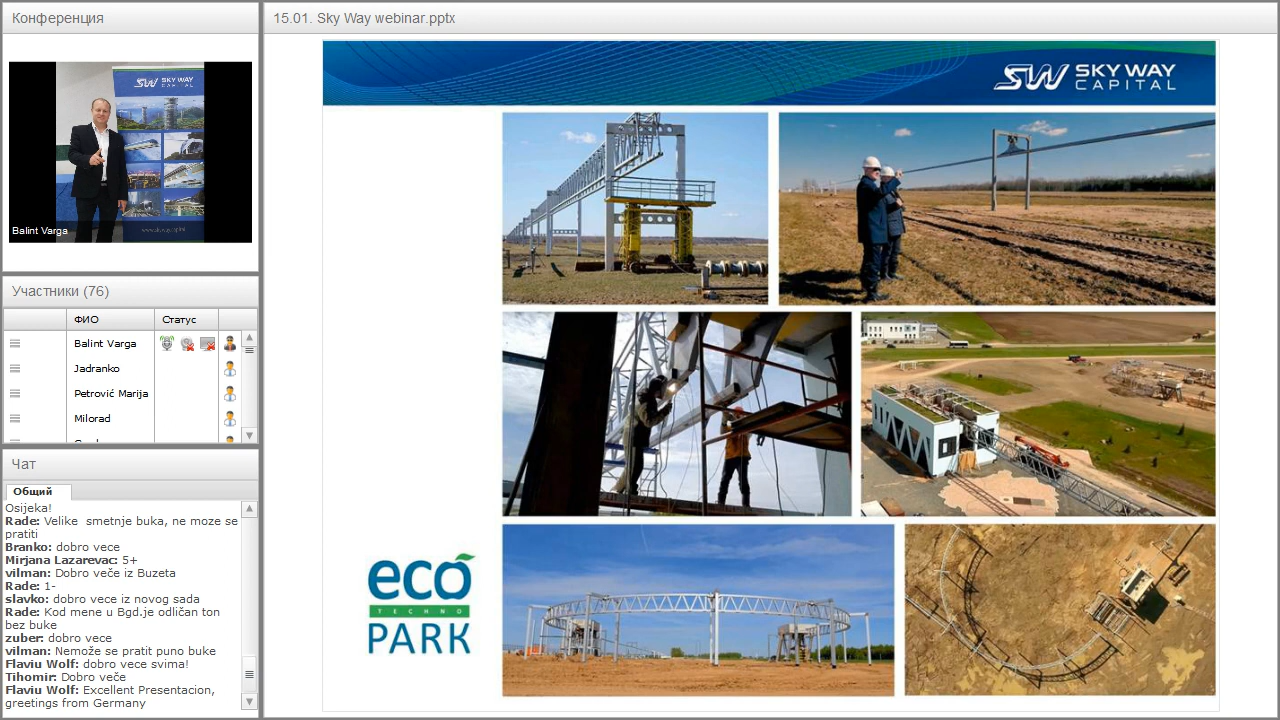 Конференция
Balint Varga
Участники (76)
ФИО
Статус
Balint Varga
Jadranko
Petrović Marija
Milorad
Чат
Общий
Osijeka!
Rade: Velike smetnje buka, ne moze se
pratiti
Branko: dobro vece
Mirjana Lazarevac: 5+
vilman: Dobro veče iz Buzeta
Rade: 1-
slavko: dobro vece iz novog sada
Rade: Kod mene u Bgd.je odličan ton
bez buke
zuber: dobro vece
vilman: Nemože se pratit puno buke
Flaviu Wolf: dobro vece svima!
Tihomir: Dobro veče
Flaviu Wolf: Excellent Presentacion,
greetings from Germany
15.01. Sky Way webinar.pptx
SW SKY WAY
CAPITAL
SW SKY WAY
CAPITAL
eco
TECHNO
PARK